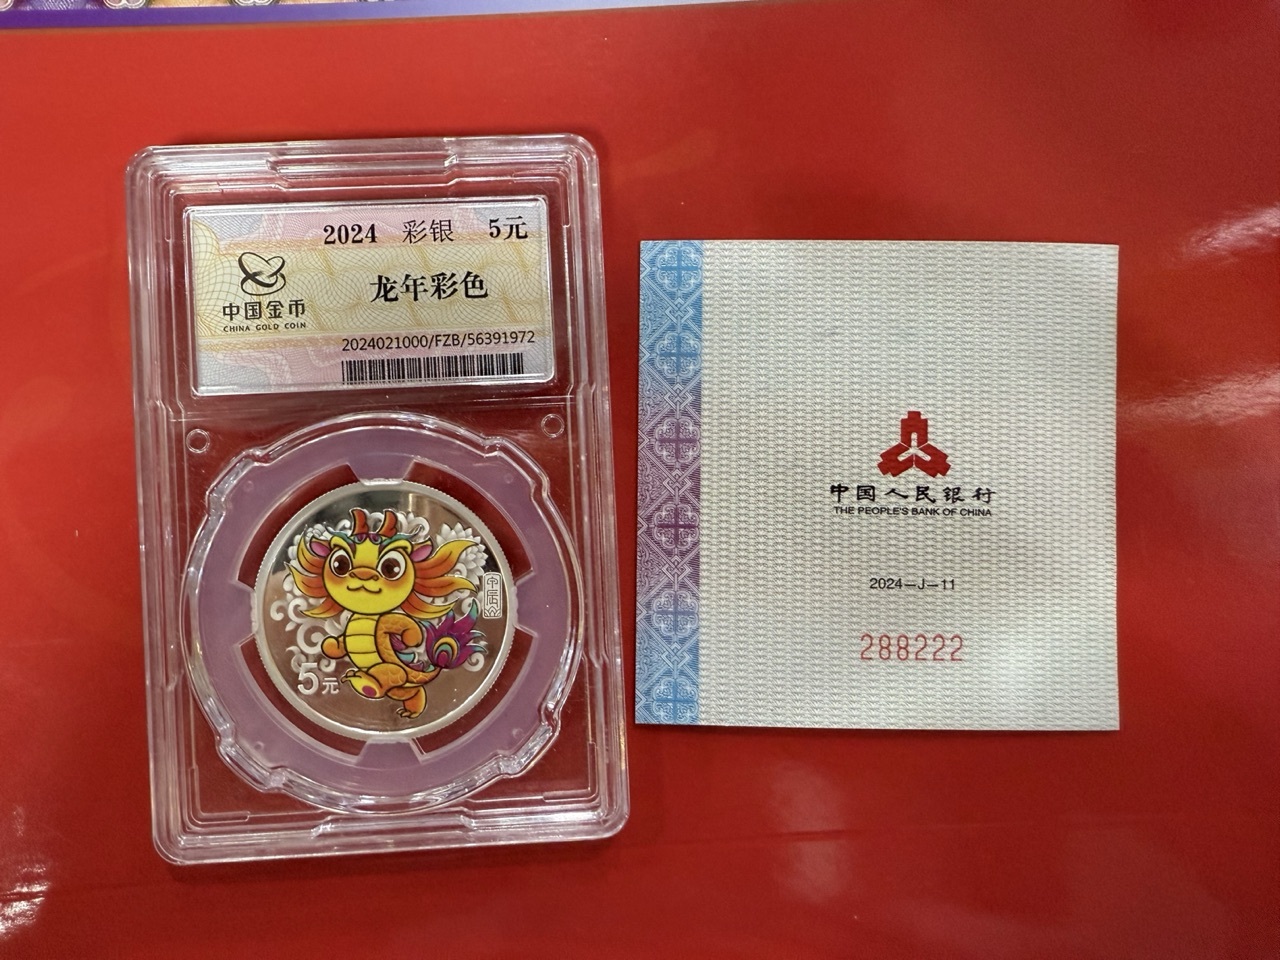 2024 彩银 5元
龙年彩色
中国金币
CHINA GOLD COIN
2024021000/FZB/56391972
5元
中国人民银行
THE PEOPLE'S BANK OF CHINA
2024-J-11
288222